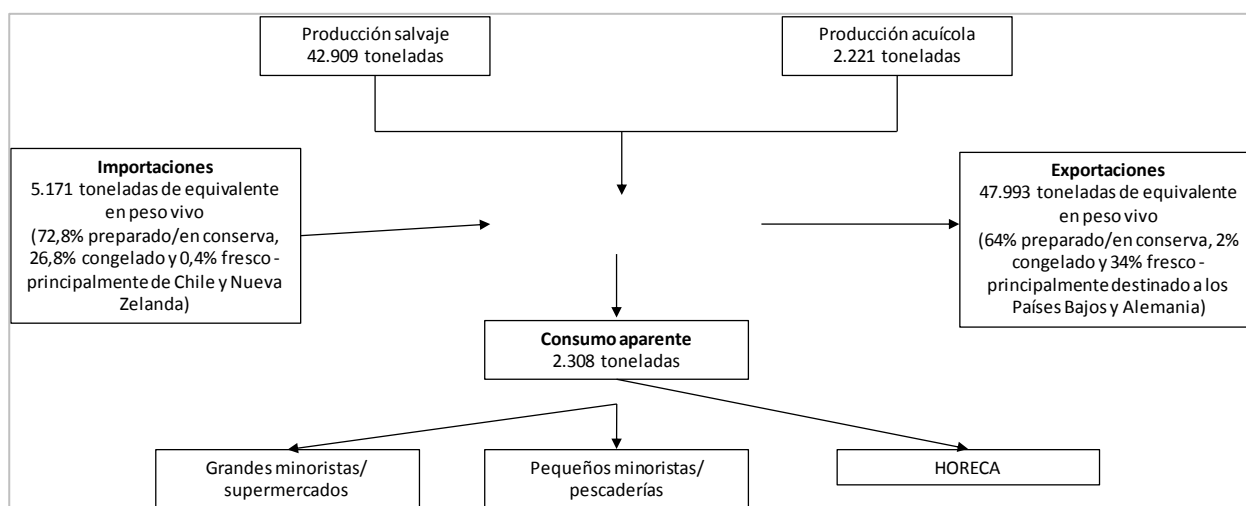 Producción salvaje
42.909 toneladas
Producción acuícola
2.221 toneladas
Importaciones
5.171 toneladas de equivalente
en peso vivo
(72,8% preparado/en conserva,
26,8% congelado y 0,4% fresco -
principalmente de Chile y Nueva
Zelanda)
Exportaciones
47.993 toneladas de equivalente
en peso vivo
(64% preparado/en conserva, 2%
congelado y 34% fresco -
principalmente destinado a los
Países Bajos y Alemania)
Consumo aparente
2.308 toneladas
Grandes minoristas/
supermercados
Pequeños minoristas/
pescaderías
HORECA